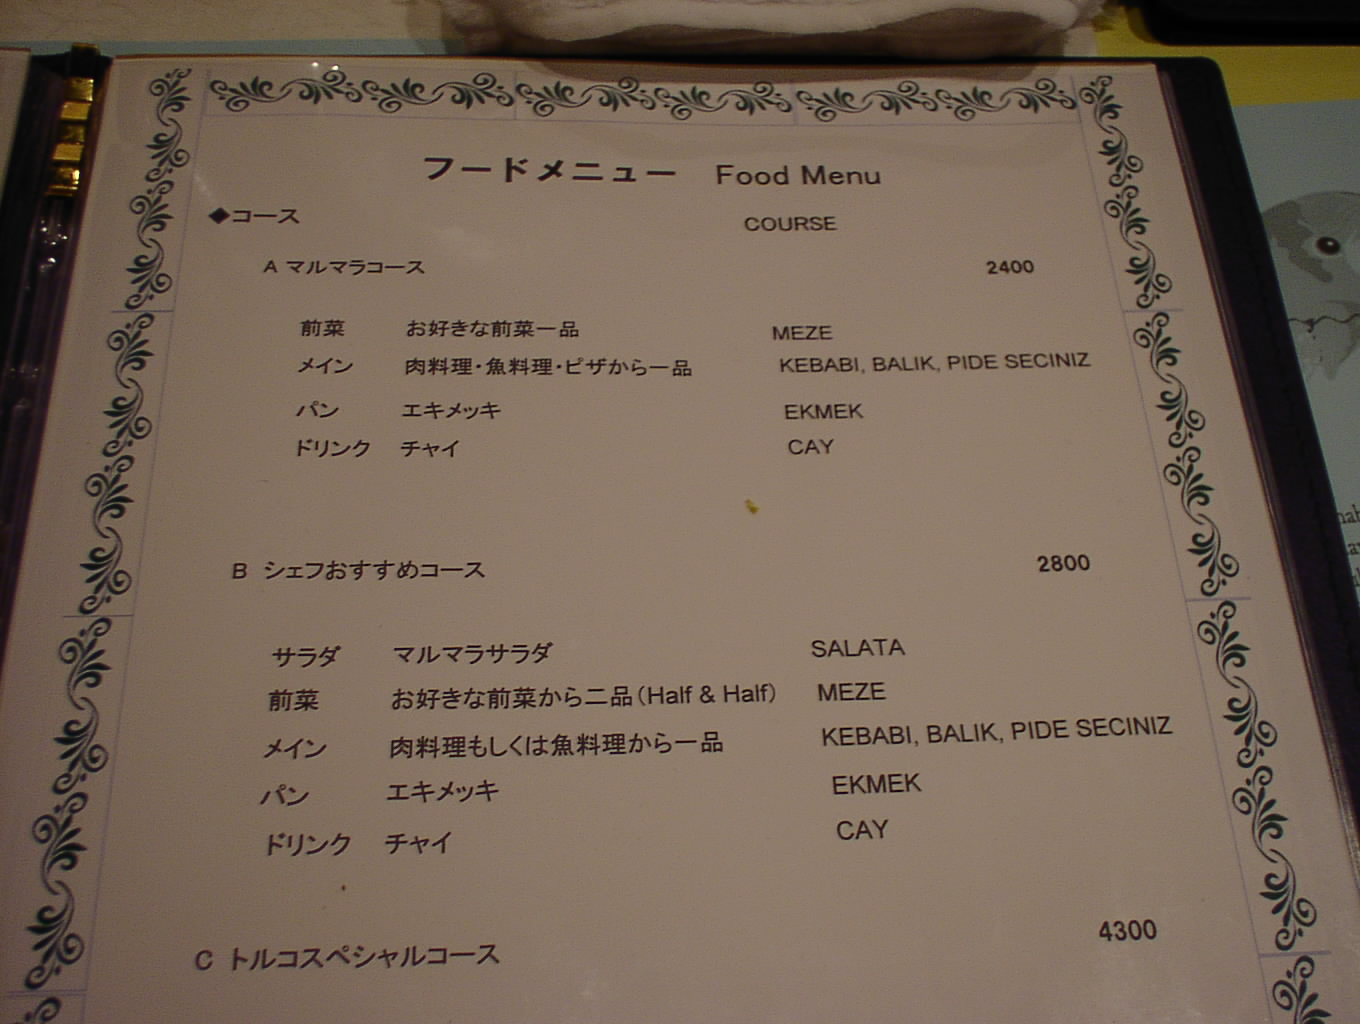 フードメニュー Food Menu
◆コース COURSE
A マルマラコース 2400
前菜 お好きな前菜一品 MEZE
メイン 肉料理・魚料理・ピザから一品 KEBABI, BALIK, PIDE SECINIZ
パン エキメッキ EKMEK
ドリンク チャイ CAY
B シェフおすすめコース 2800
サラダ マルマラサラダ SALATA
前菜 お好きな前菜から二品(Half & Half) MEZE
メイン 肉料理もしくは魚料理から一品 KEBABI, BALIK, PIDE SECINIZ
パン エキメッキ EKMEK
ドリンク チャイ CAY
C トルコスペシャルコース 4300